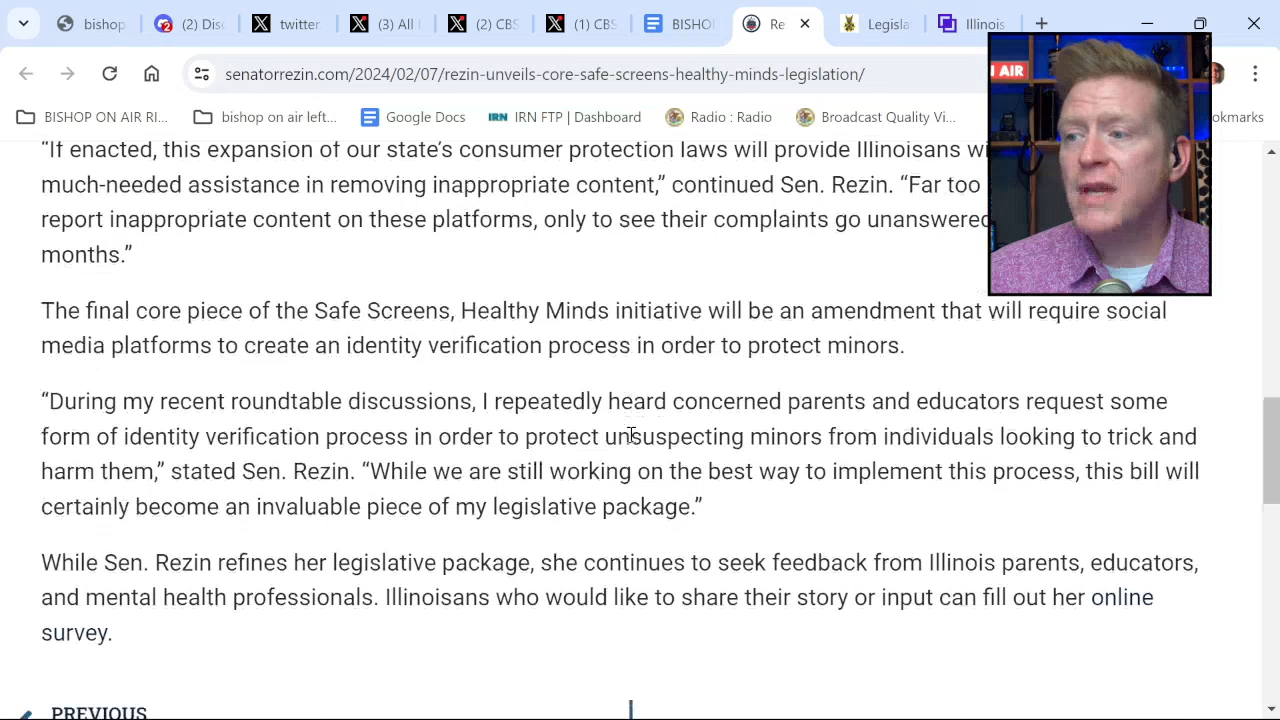 bishop
(2) Disc
twitter
(3) All
(2) CBS
(1) CBS
BISHO
Re
Legisla
Illinois
senatorrezin.com/2024/02/07/rezin-unveils-core-safe-screens-healthy-minds-legislation/
N AIR
BISHOP ON AIR RI...
bishop on air left...
Google Docs
IRN
IRN FTP | Dashboard
Radio : Radio
Broadcast Quality Vi...
okmarks
“If enacted, this expansion of our state’s consumer protection laws will provide Illinoisans wi
much-needed assistance in removing inappropriate content,” continued Sen. Rezin. “Far too
report inappropriate content on these platforms, only to see their complaints go unanswered
months.”
The final core piece of the Safe Screens, Healthy Minds initiative will be an amendment that will require social
media platforms to create an identity verification process in order to protect minors.
“During my recent roundtable discussions, I repeatedly heard concerned parents and educators request some
form of identity verification process in order to protect unsuspecting minors from individuals looking to trick and
harm them,” stated Sen. Rezin. “While we are still working on the best way to implement this process, this bill will
certainly become an invaluable piece of my legislative package.”
While Sen. Rezin refines her legislative package, she continues to seek feedback from Illinois parents, educators,
and mental health professionals. Illinoisans who would like to share their story or input can fill out her online
survey.
PREVIOUS